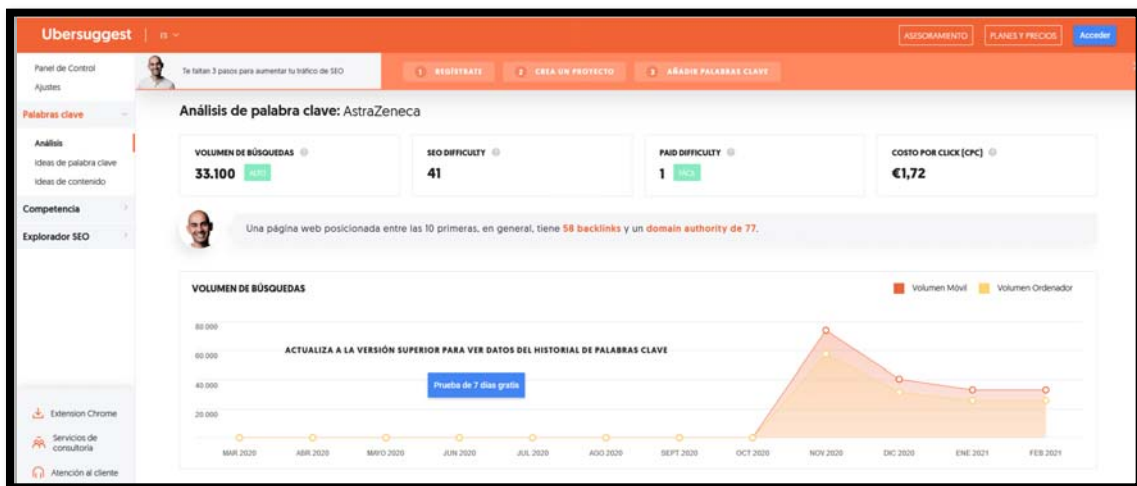 Ubersuggest
ES
ASESORAMIENTO
PLANES Y PRECIOS
Acceder
Panel de Control
Ajustes
Te faltan 3 pasos para aumentar tu tráfico de SEO
1 REGÍSTRATE
2 CREA UN PROYECTO
3 AÑADIR PALABRAS CLAVE
Palabras clave
Análisis
Ideas de palabra clave
Ideas de contenido
Competencia
Explorador SEO
Análisis de palabra clave: AstraZeneca
VOLUMEN DE BÚSQUEDAS
33.100 ALTO
SEO DIFFICULTY
41
PAID DIFFICULTY
1 FÁCIL
COSTO POR CLICK (CPC)
€1,72
Una página web posicionada entre las 10 primeras, en general, tiene 58 backlinks y un domain authority de 77.
VOLUMEN DE BÚSQUEDAS
Volumen Móvil
Volumen Ordenador
80.000
60.000
40.000
20.000
ACTUALIZA A LA VERSIÓN SUPERIOR PARA VER DATOS DEL HISTORIAL DE PALABRAS CLAVE
Prueba de 7 días gratis
MAR 2020 ABR 2020 MAYO 2020 JUN 2020 JUL 2020 AGO 2020 SEPT 2020 OCT 2020 NOV 2020 DIC 2020 ENE 2021 FEB 2021
Extension Chrome
Servicios de
consultoría
Atención al cliente